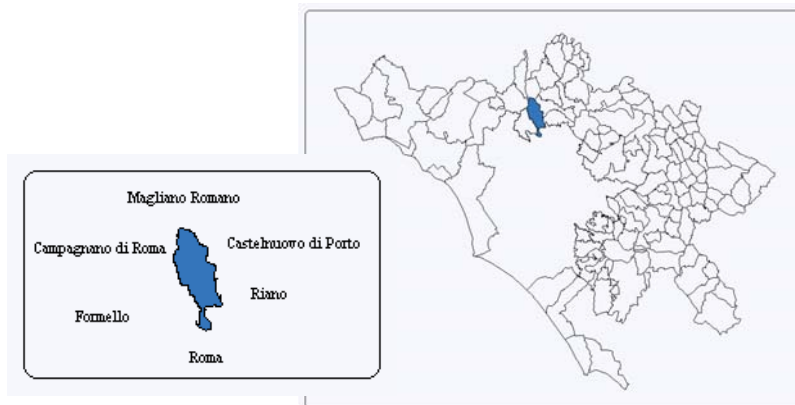 Magliano Romano
Campagnano di Roma
Castelnuovo di Porto
Riano
Formello
Roma